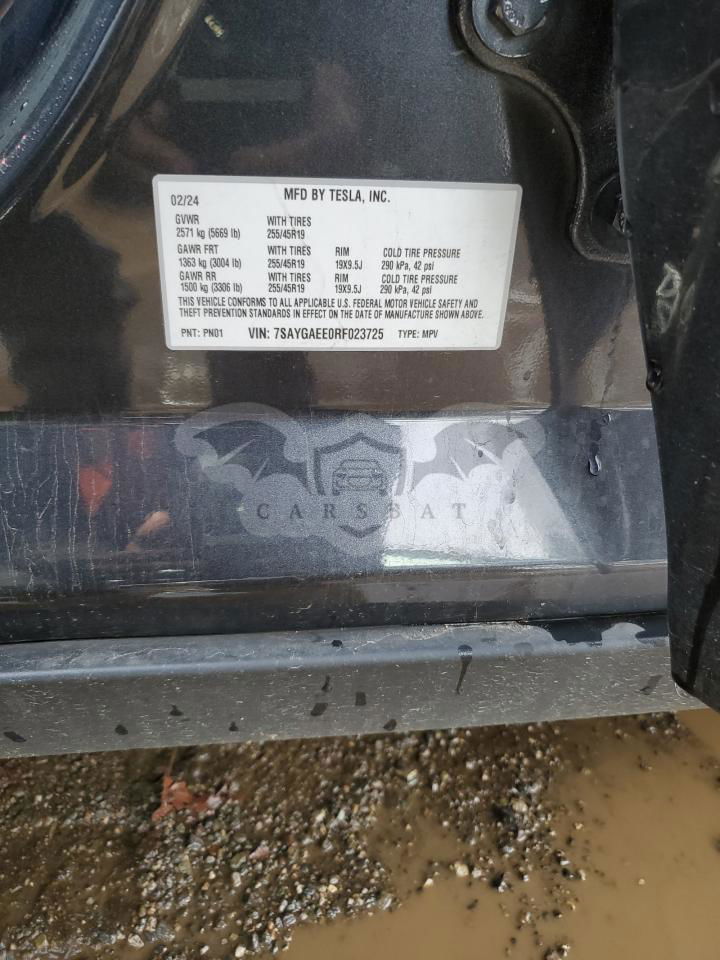 02/24 MFD BY TESLA, INC.
GVWR WITH TIRES
2571 kg (5669 lb) 255/45R19
GAWR FRT WITH TIRES RIM COLD TIRE PRESSURE
1363 kg (3004 lb) 255/45R19 19X9.5J 290 kPa, 42 psi
GAWR RR WITH TIRES RIM COLD TIRE PRESSURE
1500 kg (3306 lb) 255/45R19 19X9.5J 290 kPa, 42 psi
THIS VEHICLE CONFORMS TO ALL APPLICABLE U.S. FEDERAL MOTOR VEHICLE SAFETY AND
THEFT PREVENTION STANDARDS IN EFFECT ON THE DATE OF MANUFACTURE SHOWN ABOVE.
PNT: PN01 VIN: 7SAYGAEE0RF023725 TYPE: MPV
CARSBAT